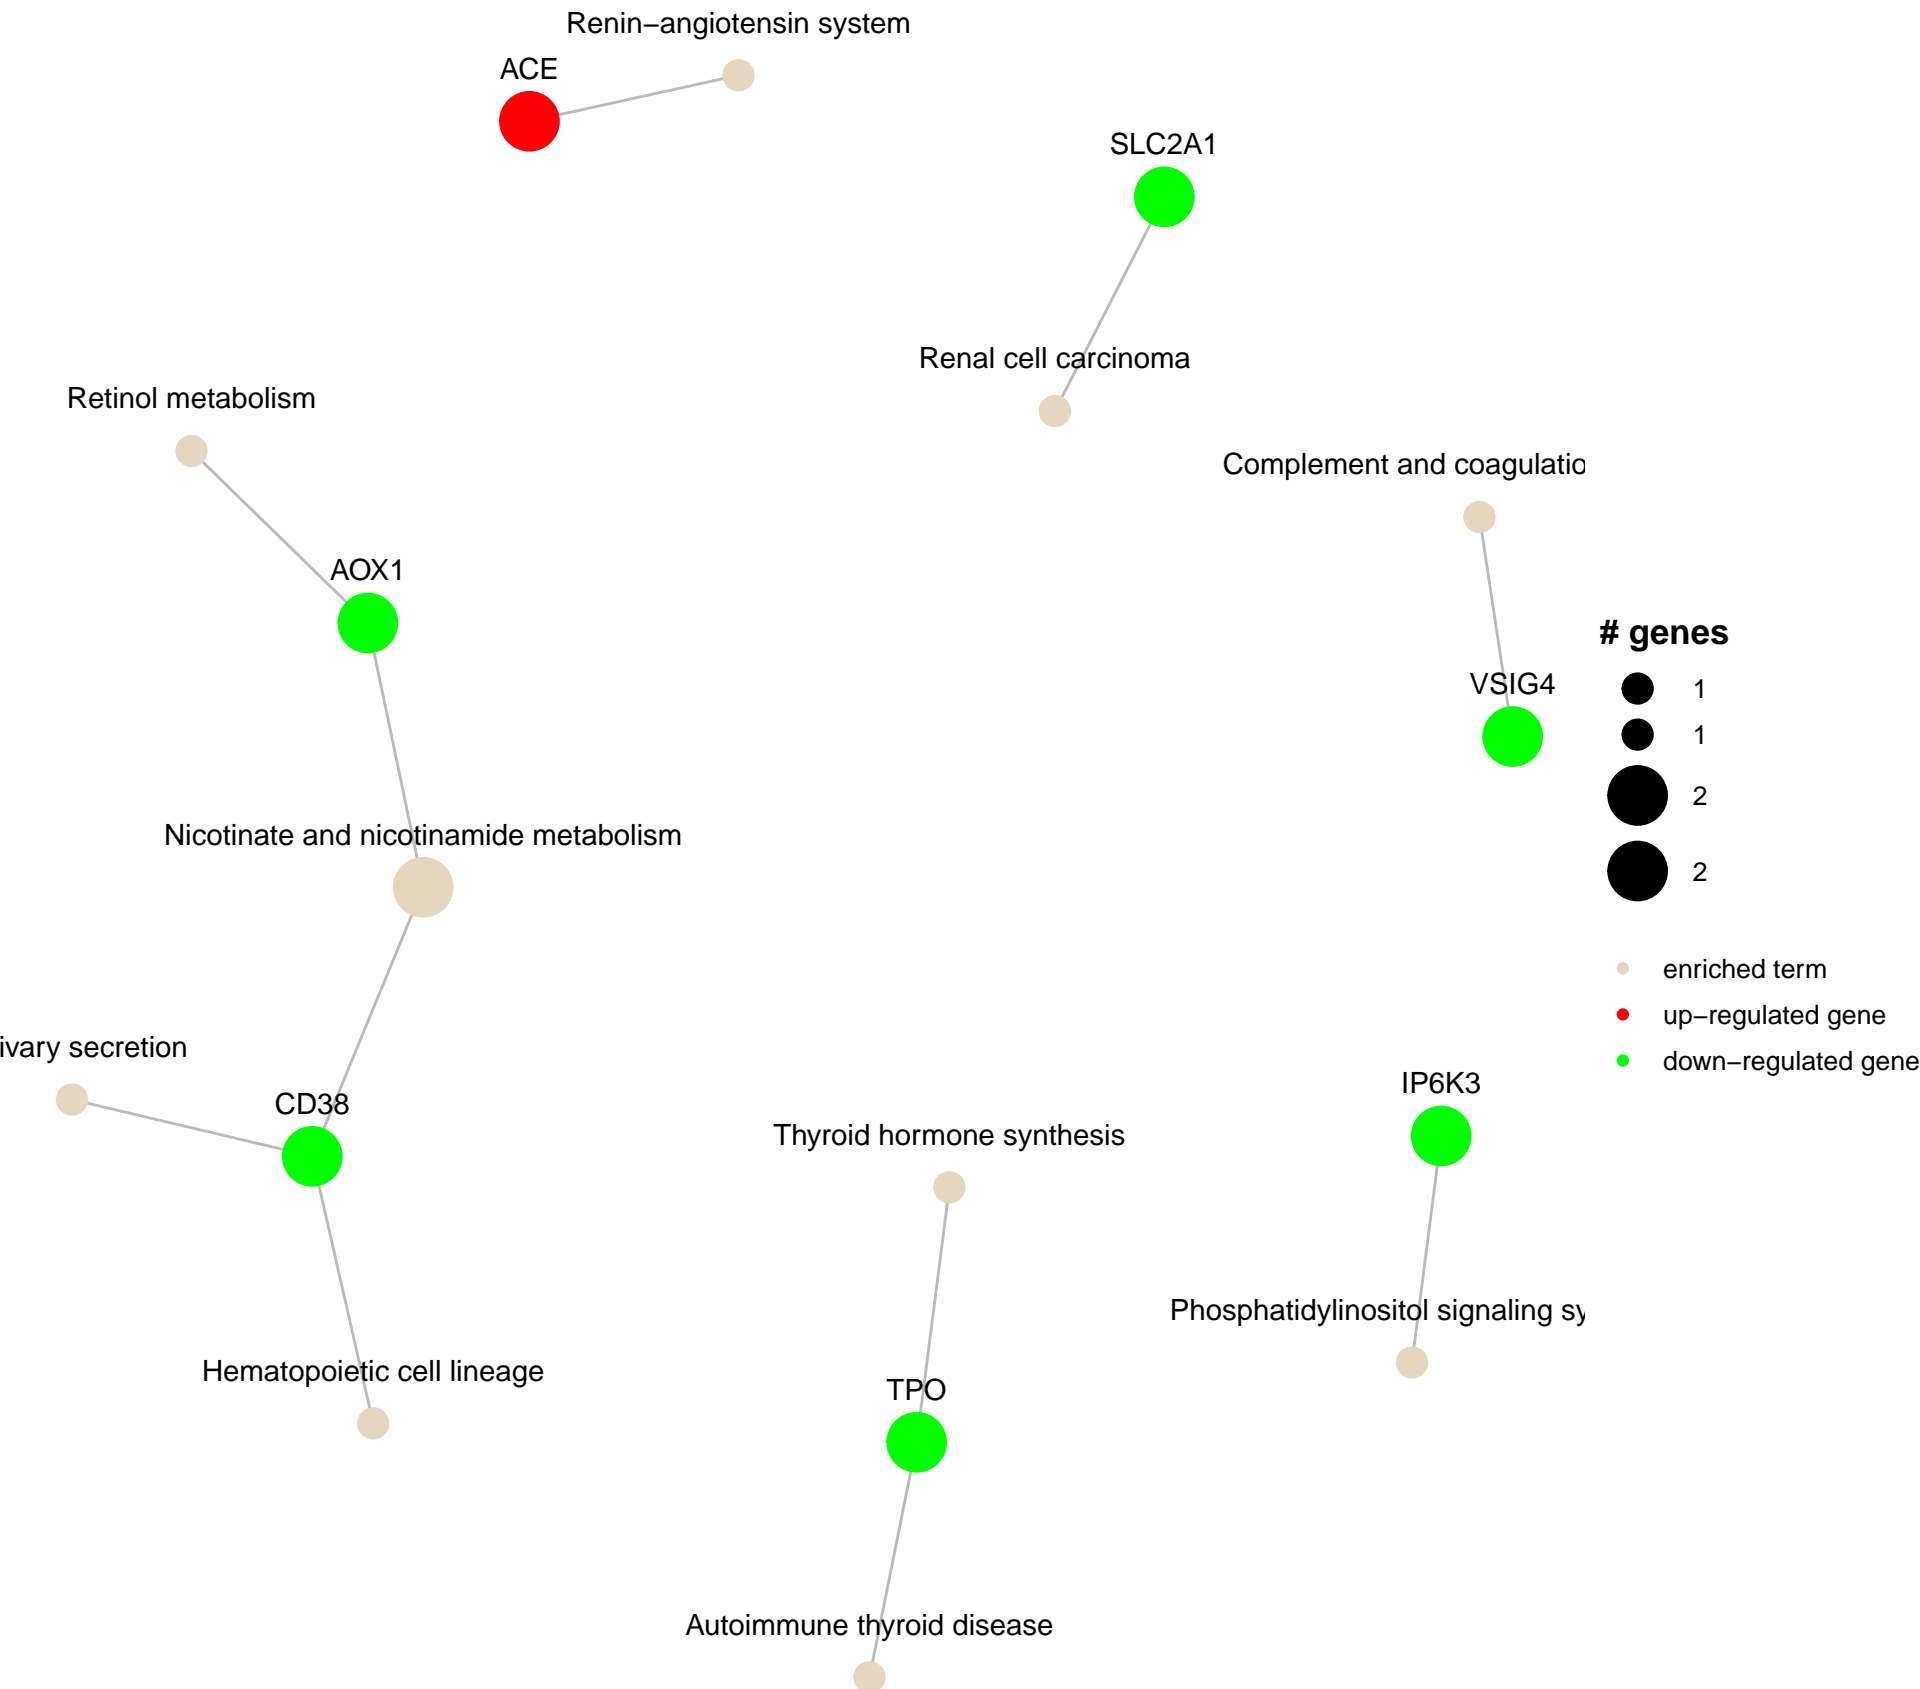 Renin−angiotensin system
ACE
SLC2A1
Renal cell carcinoma
Retinol metabolism
Complement and coagulatio
AOX1
# genes
1
1
2
2
VSIG4
Nicotinate and nicotinamide metabolism
enriched term
up−regulated gene
down−regulated gene
ivary secretion
CD38
IP6K3
Thyroid hormone synthesis
Phosphatidylinositol signaling sy
Hematopoietic cell lineage
TPO
Autoimmune thyroid disease